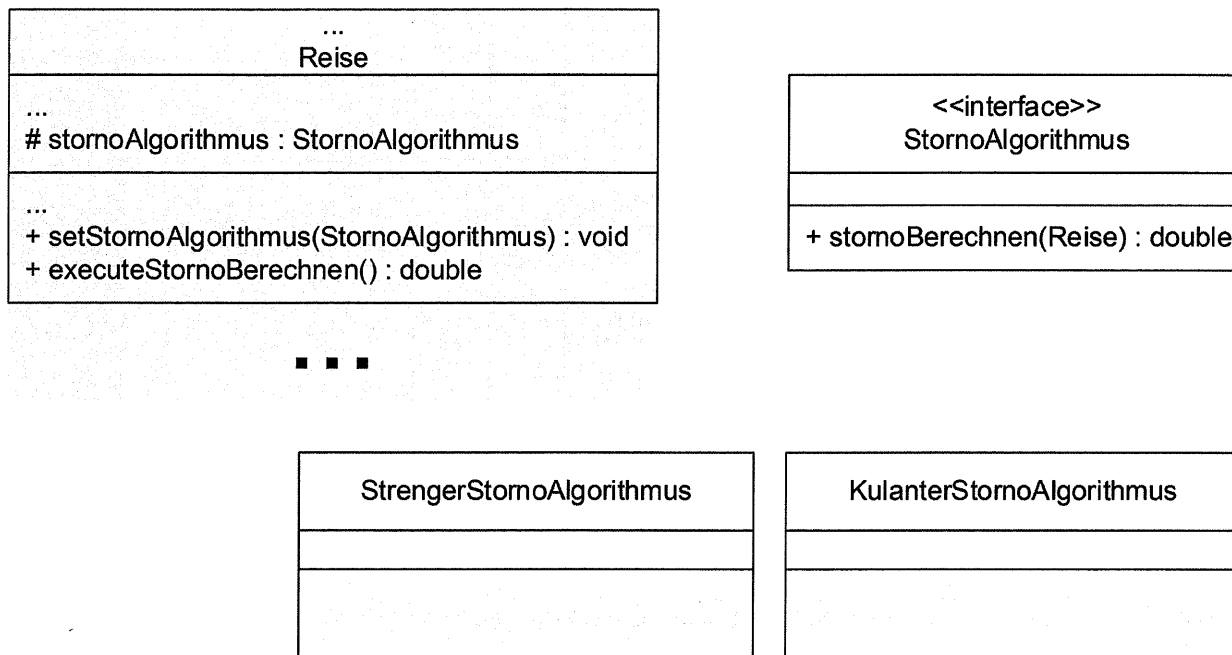 ...
Reise
...
# stornoAlgorithmus : StornoAlgorithmus
...
+ setStornoAlgorithmus(StornoAlgorithmus) : void
+ executeStornoBerechnen() : double
<<interface>>
StornoAlgorithmus
+ stornoBerechnen(Reise) : double
...
StrengerStornoAlgorithmus
KulanterStornoAlgorithmus